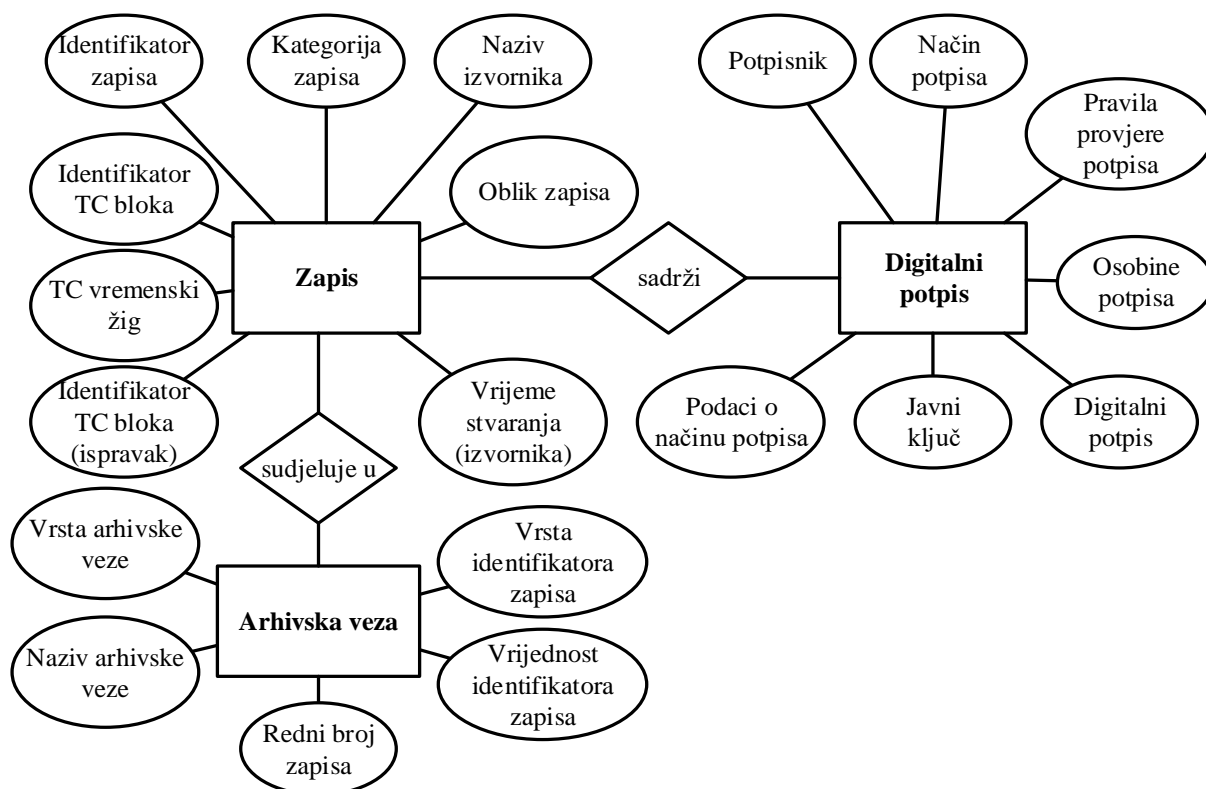 Identifikator
zapisa
Kategorija
zapisa
Naziv
izvornika
Potpisnik
Način
potpisa
Pravila
provjere
potpisa
Identifikator
TC bloka
Oblik zapisa
Zapis
sadrži
Digitalni
potpis
Osobine
potpisa
TC vremenski
žig
Identifikator
TC bloka
(ispravak)
Vrijeme
stvaranja
(izvornika)
Podaci o
načinu potpisa
Javni
ključ
Digitalni
potpis
sudjeluje u
Vrsta arhivske
veze
Vrsta
identifikatora
zapisa
Arhivska veza
Naziv arhivske
veze
Vrijednost
identifikatora
zapisa
Redni broj
zapisa